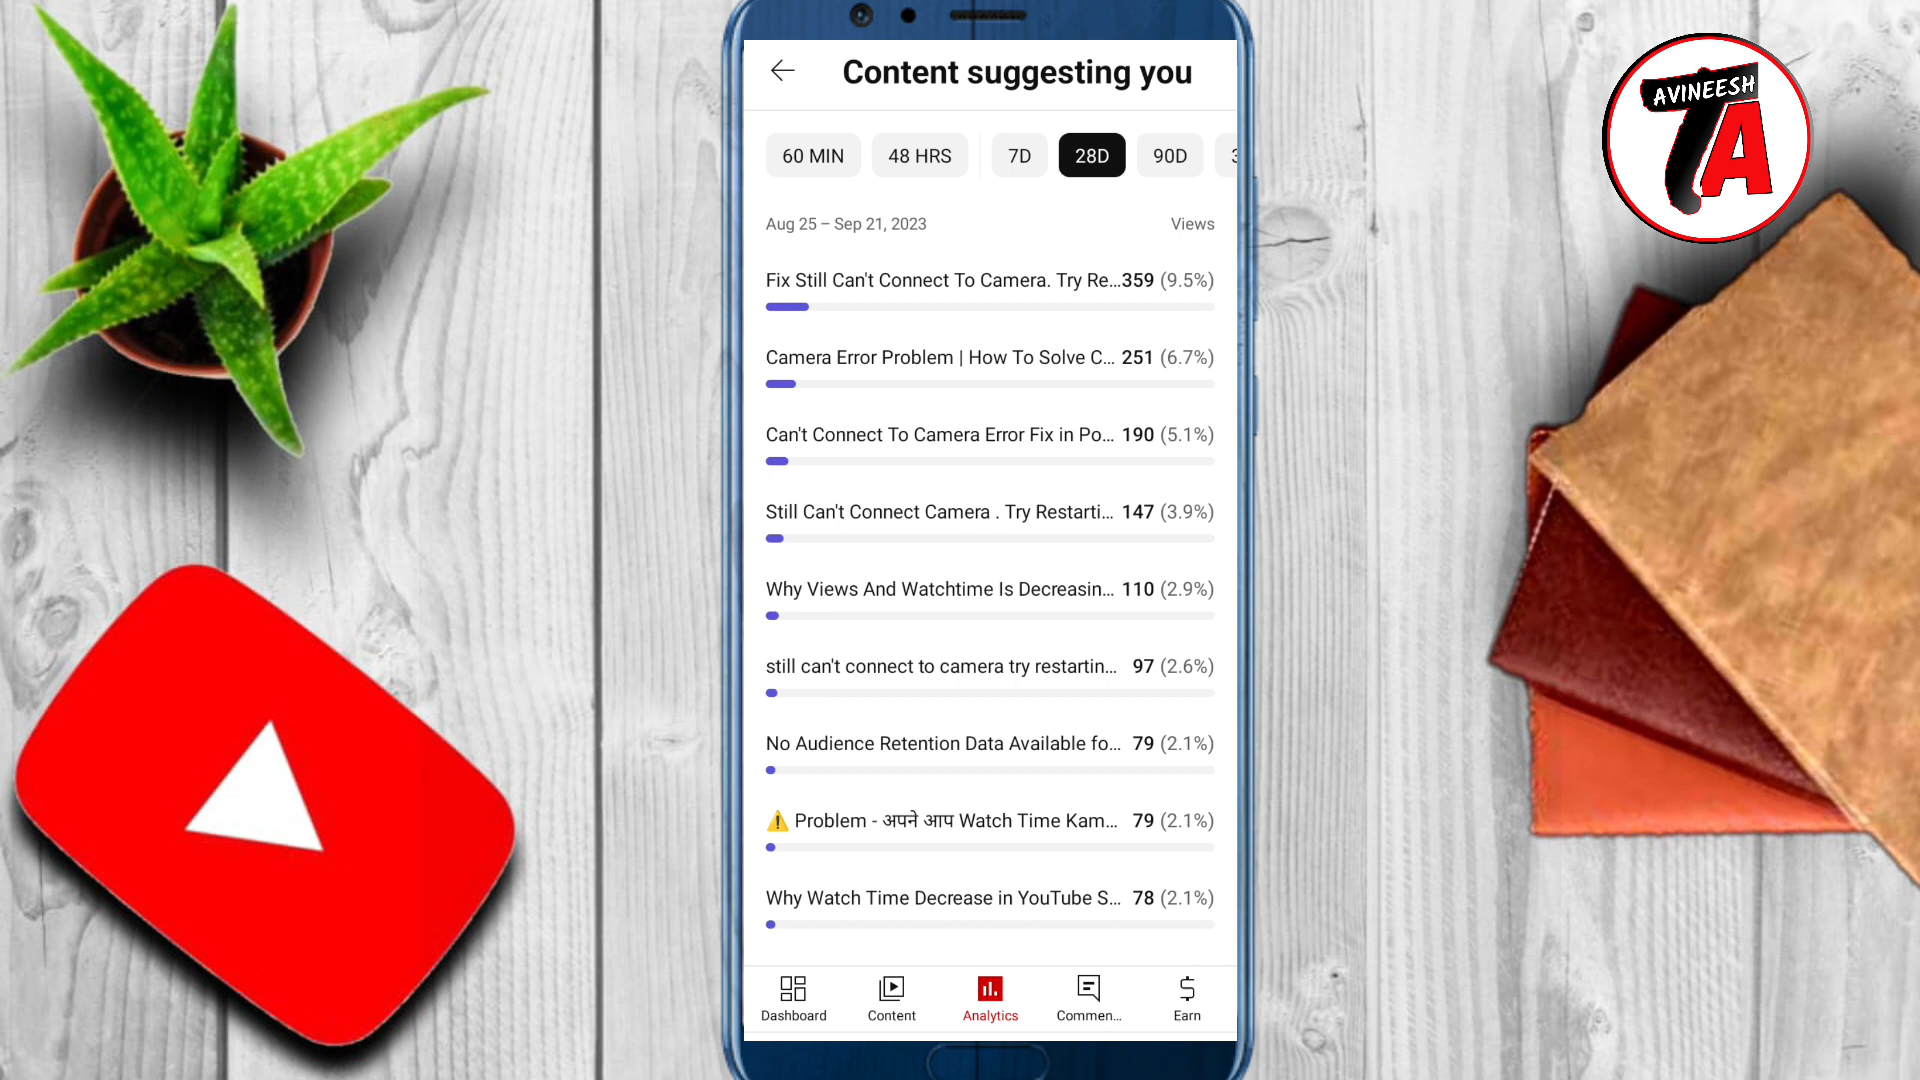 Content suggesting you
60 MIN 48 HRS 7D 28D 90D 3
Aug 25 – Sep 21, 2023 Views
Fix Still Can't Connect To Camera. Try Re... 359 (9.5%)
Camera Error Problem | How To Solve C... 251 (6.7%)
Can't Connect To Camera Error Fix in Po... 190 (5.1%)
Still Can't Connect Camera . Try Restarti... 147 (3.9%)
Why Views And Watchtime Is Decreasin... 110 (2.9%)
still can't connect to camera try restartin... 97 (2.6%)
No Audience Retention Data Available fo... 79 (2.1%)
⚠️ Problem - अपने आप Watch Time Kam... 79 (2.1%)
Why Watch Time Decrease in YouTube S... 78 (2.1%)
Dashboard Content Analytics Commen... Earn
AVINEESH
TA